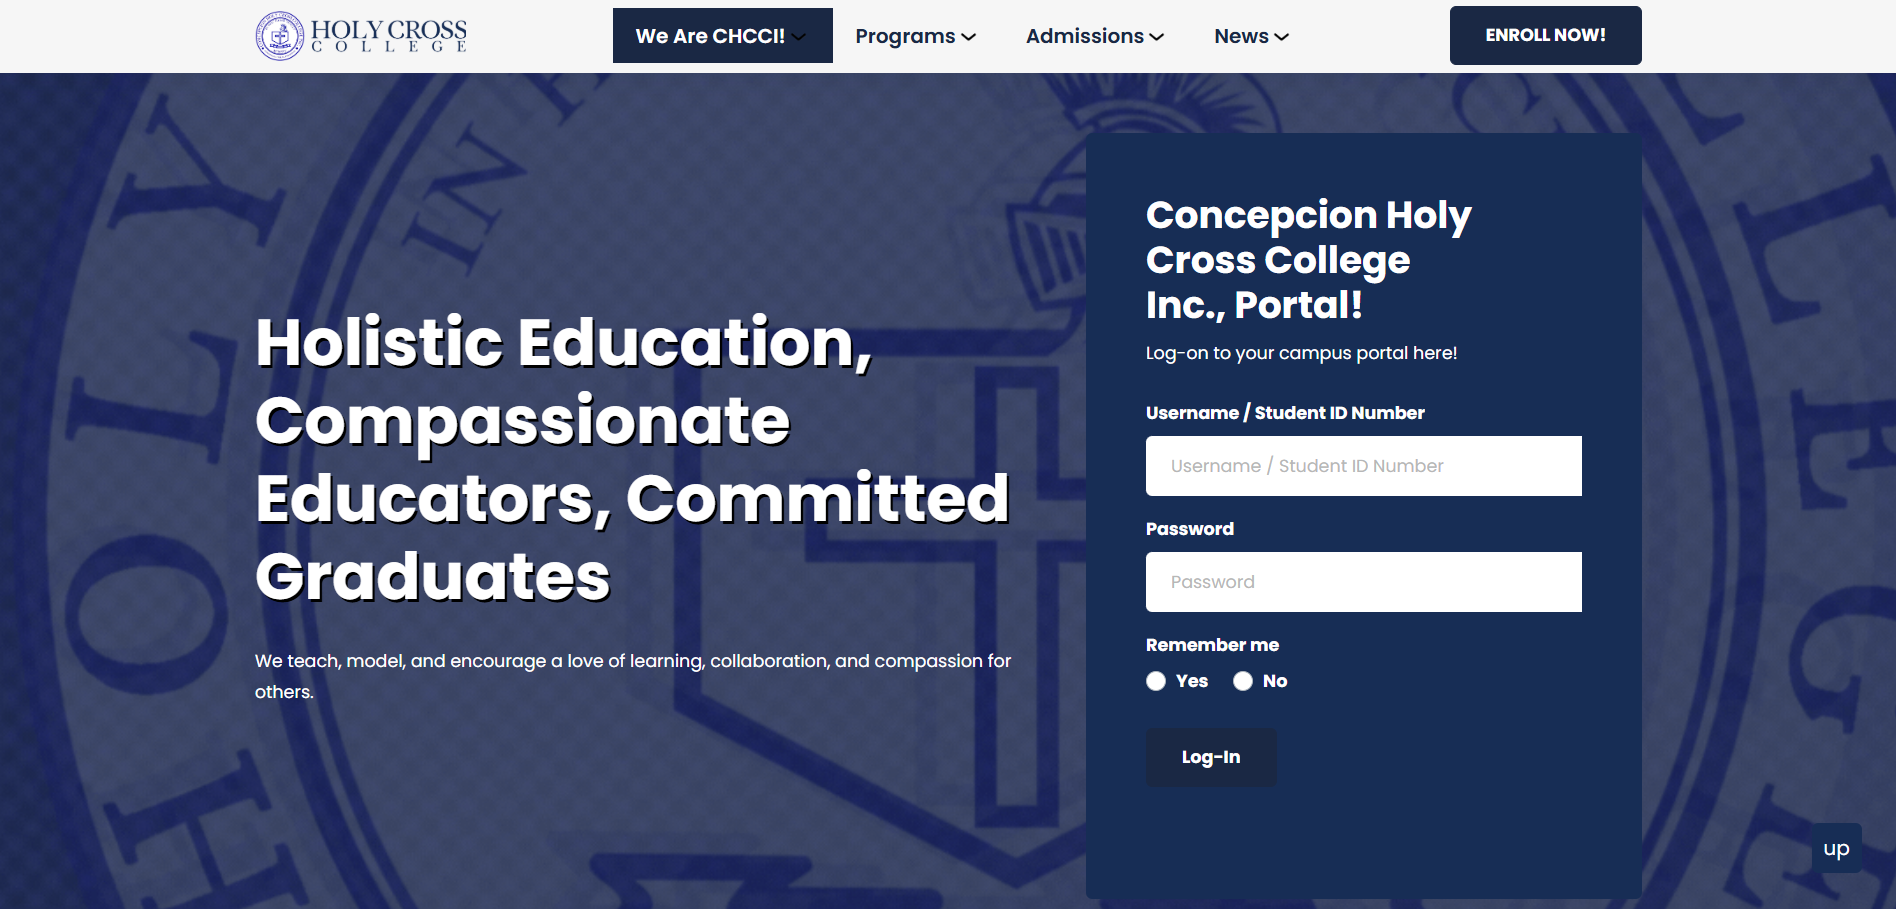 HOLY CROSS
COLLEGE
We Are CHCCI!
Programs
Admissions
News
ENROLL NOW!
Holistic Education,
Compassionate
Educators, Committed
Graduates
We teach, model, and encourage a love of learning, collaboration, and compassion for
others.
Concepcion Holy
Cross College
Inc., Portal!
Log-on to your campus portal here!
Username / Student ID Number
Username / Student ID Number
Password
Password
Remember me
Yes No
Log-In
up
HOLY
IN H